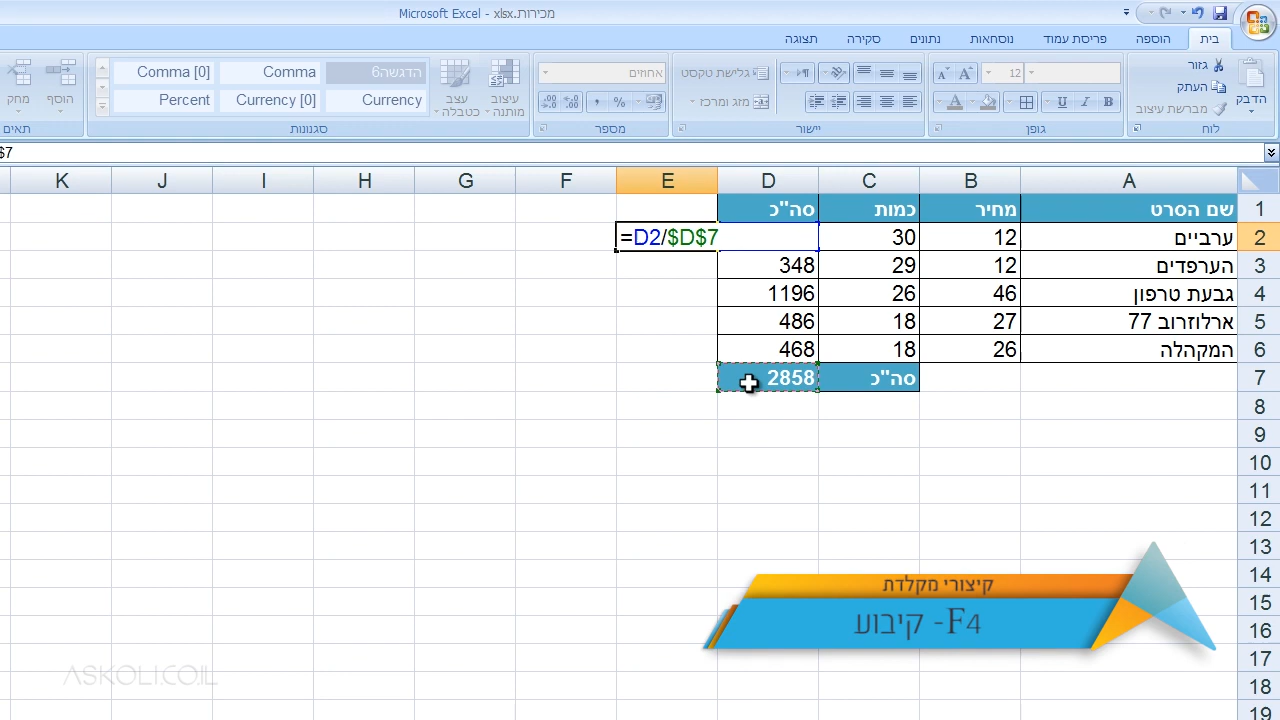 מכירות.xlsx - Microsoft Excel
בית הוספה פריסת עמוד נוסחאות נתונים סקירה תצוגה
הדבק גזור העתק מברשת עיצוב
12 גלישת טקסט אחוזים
B I U מזג ומרכז % ,
עיצוב מותנה עצב כטבלה הדגשה6 Comma Comma [0]
Currency Currency [0] Percent
הוסף מחק
לוח גופן יישור מספר סגנונות תאים
$7
A B C D E F G H J K
1 שם הסרט מחיר כמות סה"כ
2 ערביים 12 30 =D2/$D$7
3 הערפדים 12 29 348
4 גבעת טרפון 46 26 1196
5 ארלוזרוב 77 27 18 486
6 המקהלה 26 18 468
7 סה"כ 2858
8
9
10
11
12
13
14
15
16
17
18
19
קיצורי מקלדת
F4- קיבוע
ASKOLI.CO.IL